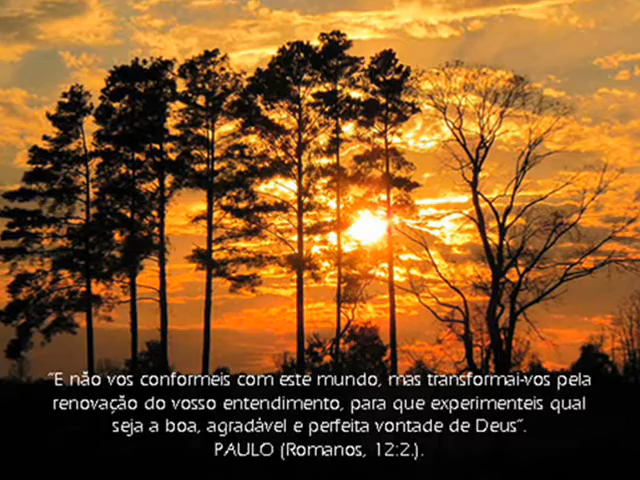 "E não vos conformeis com este mundo, mas transformai-vos pela
renovação do vosso entendimento, para que experimenteis qual
seja a boa, agradável e perfeita vontade de Deus".
PAULO (Romanos, 12:2.).